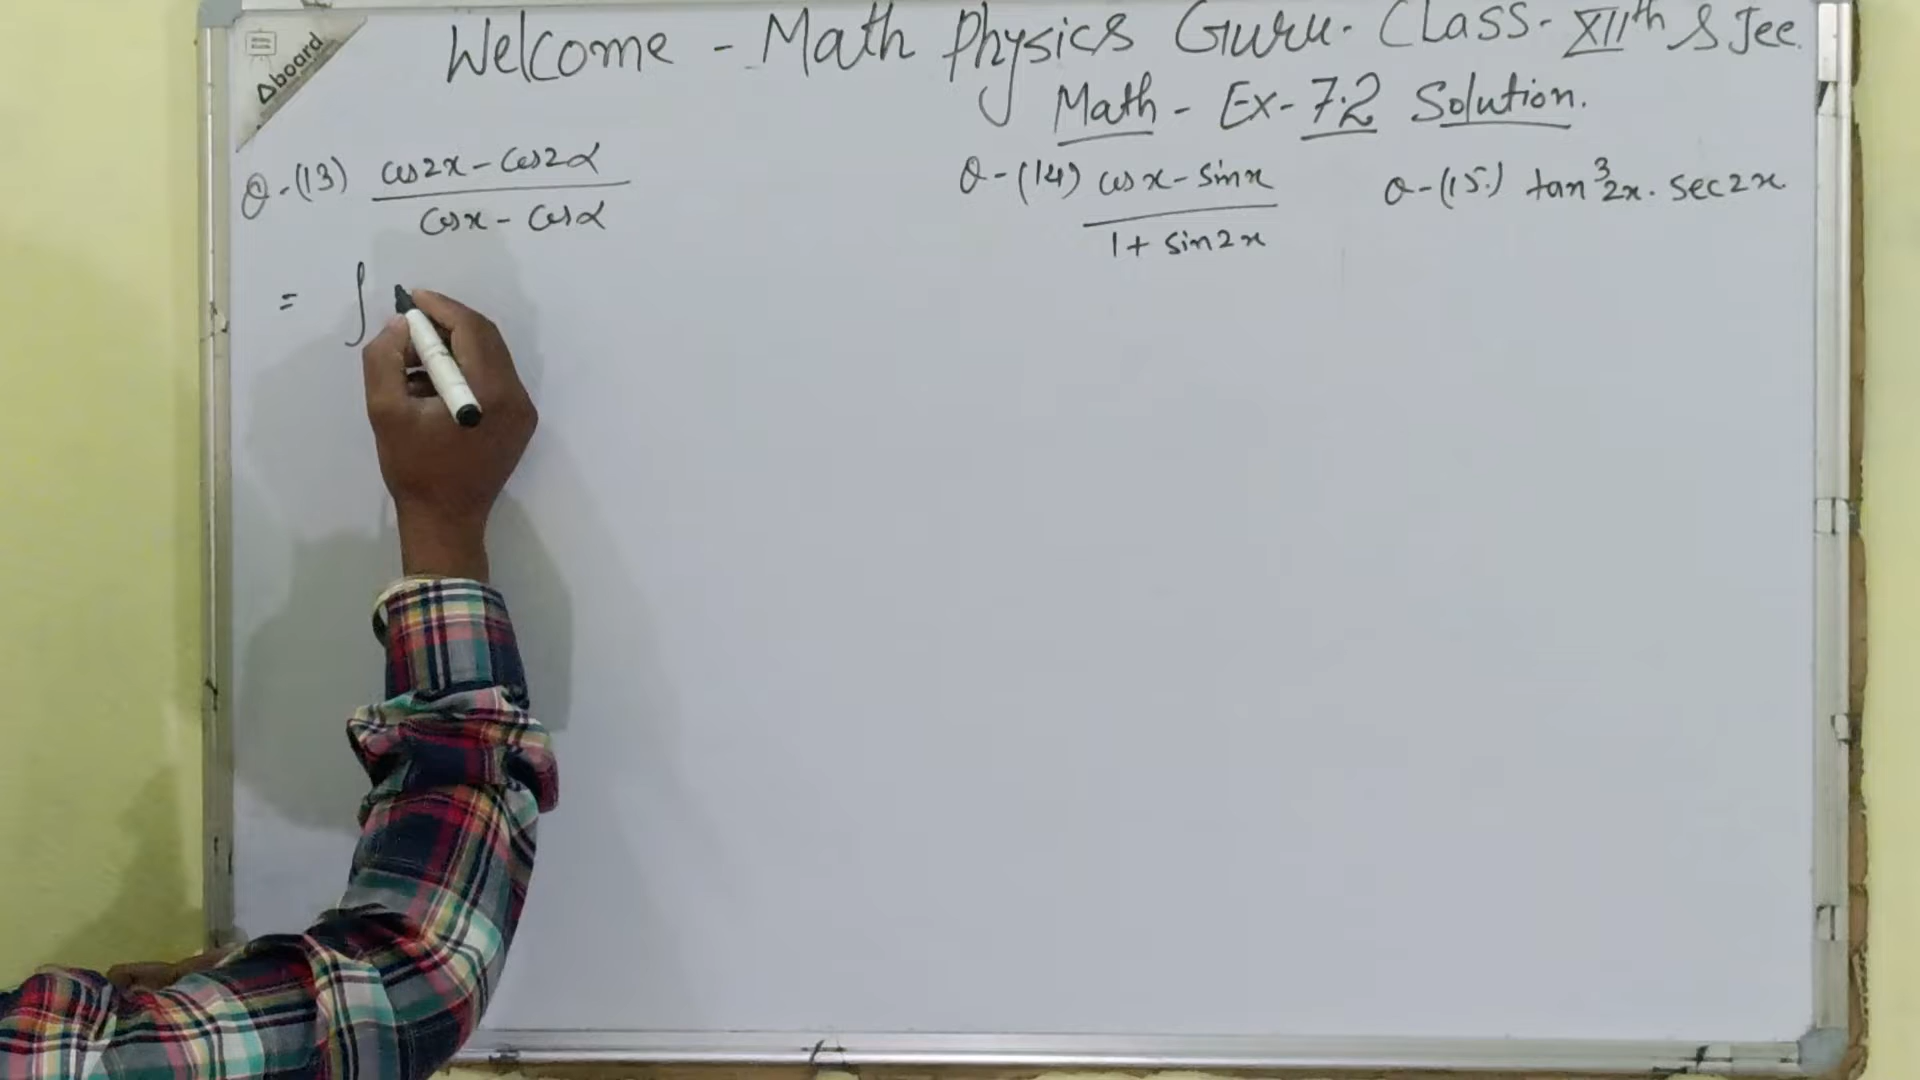 Δboard
Welcome - Math Physics Guru. Class - XIIth & Jee.
Math - Ex - 7.2 Solution.
Q-(13) cos2x - cos2α
cosx - cosα
Q-(14) cosx - sinx
1 + sin2x
Q-(15.) tan³2x . sec2x.
= ∫